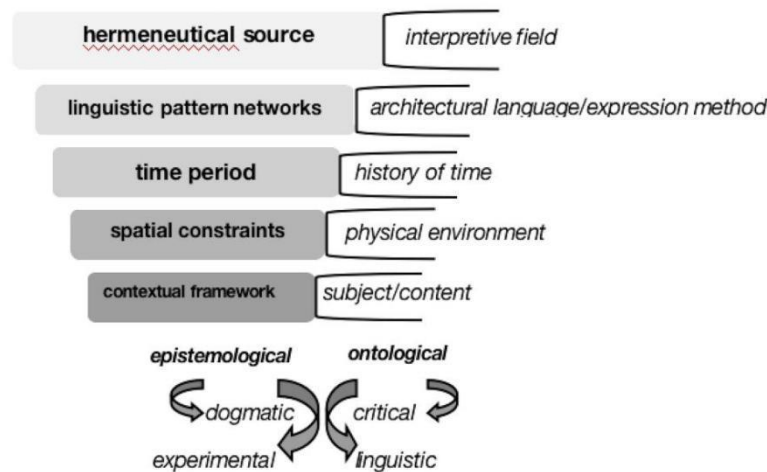 hermeneutical source
interpretive field
linguistic pattern networks
architectural language/expression method
time period
history of time
spatial constraints
physical environment
contextual framework
subject/content
epistemological
ontological
dogmatic
critical
experimental
linguistic